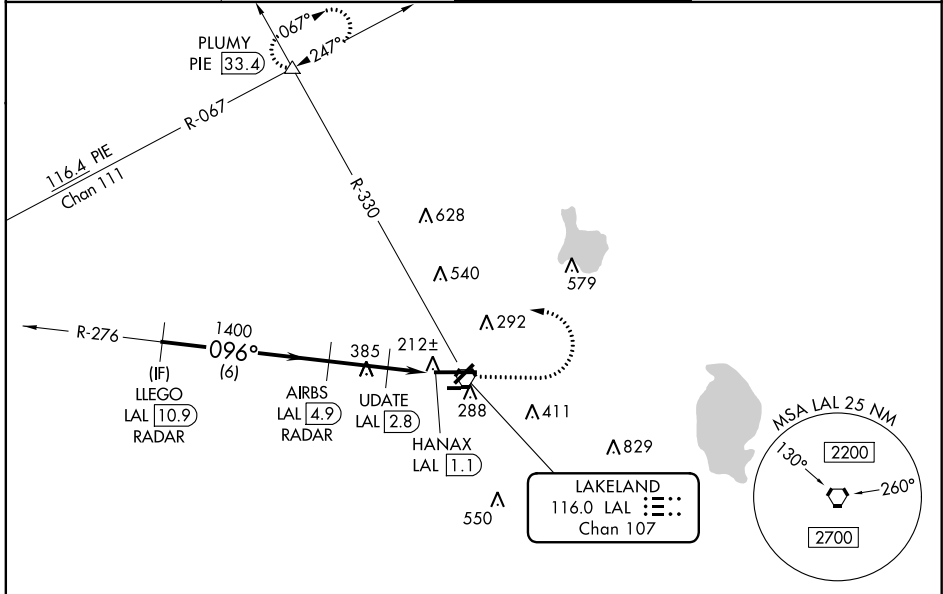 067°
247°
PLUMY
PIE 33.4
R-067
116.4 PIE
Chan 111
R-330
628
540
579
292
R-276
1400
096°
(6)
385
212±
(IF)
LLEGO
LAL 10.9
RADAR
AIRBS
LAL 4.9
RADAR
UDATE
LAL 2.8
HANAX
LAL 1.1
288
411
829
550
LAKELAND
116.0 LAL
Chan 107
MSA LAL 25 NM
130°
2200
260°
2700